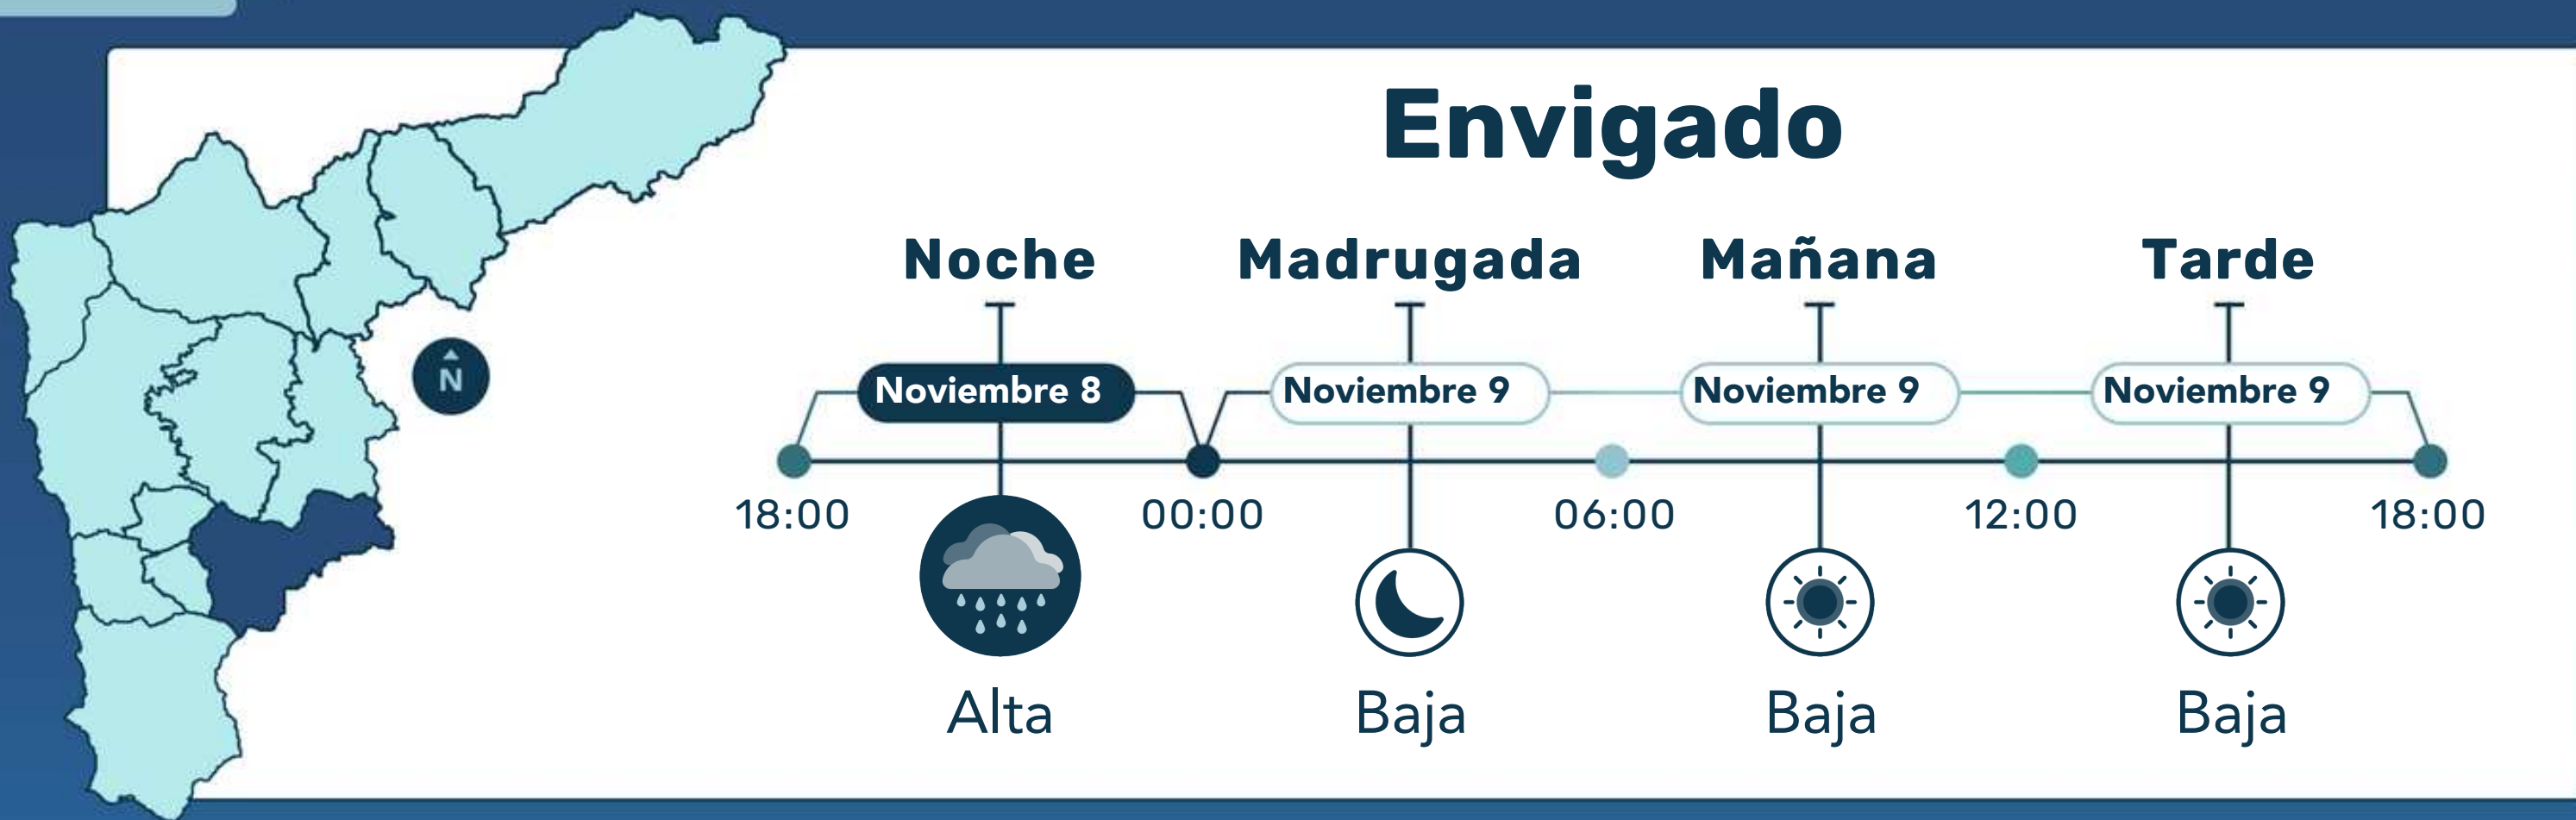 Envigado
Noche Madrugada Mañana Tarde
N
Noviembre 8 Noviembre 9 Noviembre 9 Noviembre 9
18:00 00:00 06:00 12:00 18:00
Alta Baja Baja Baja